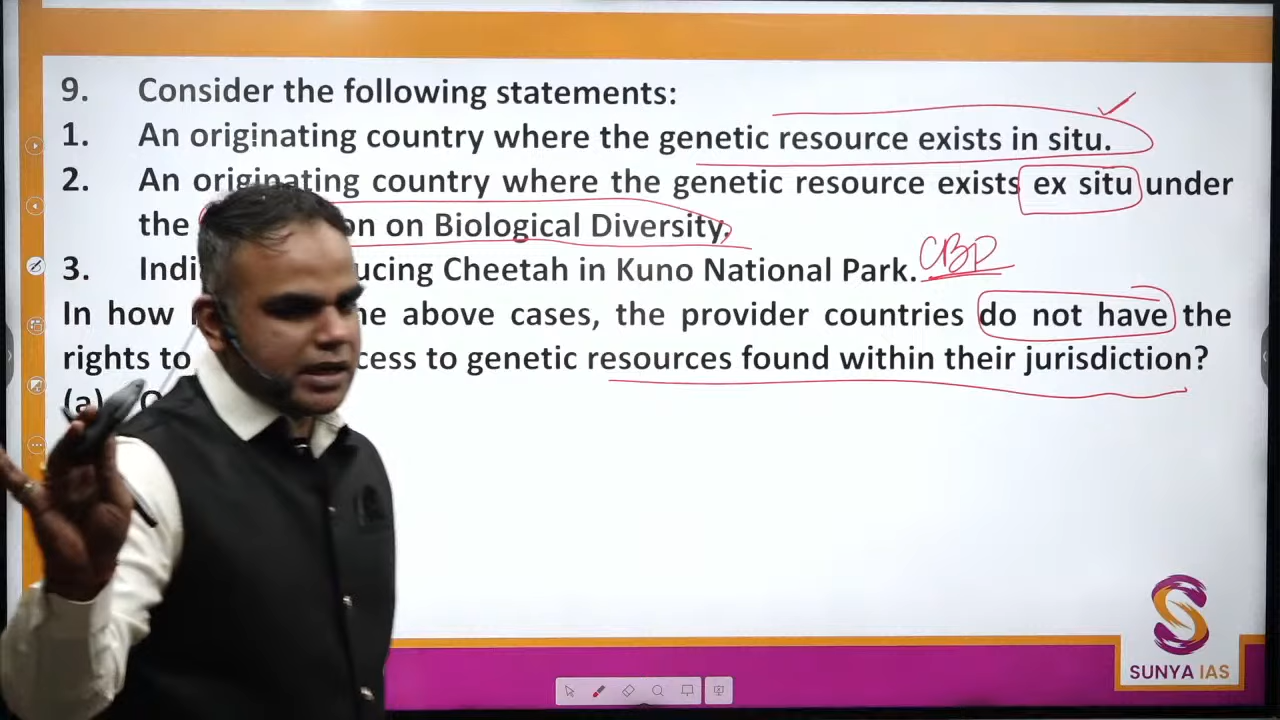 9. Consider the following statements:
1. An originating country where the genetic resource exists in situ.
2. An originating country where the genetic resource exists ex situ under
the on on Biological Diversity,
CBD
3. Indi ucing Cheetah in Kuno National Park.
In how he above cases, the provider countries do not have the
rights to cess to genetic resources found within their jurisdiction?
(a) O
SUNYA IAS